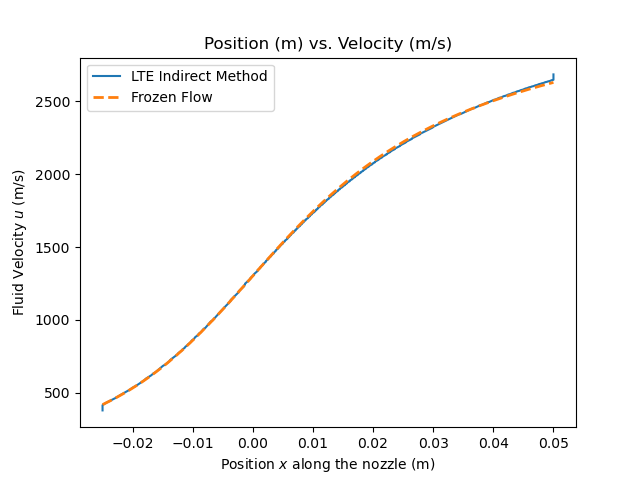 Position (m) vs. Velocity (m/s)
LTE Indirect Method
Frozen Flow
Fluid Velocity u (m/s)
2500
2000
1500
1000
500
−0.02 −0.01 0.00 0.01 0.02 0.03 0.04 0.05
Position x along the nozzle (m)